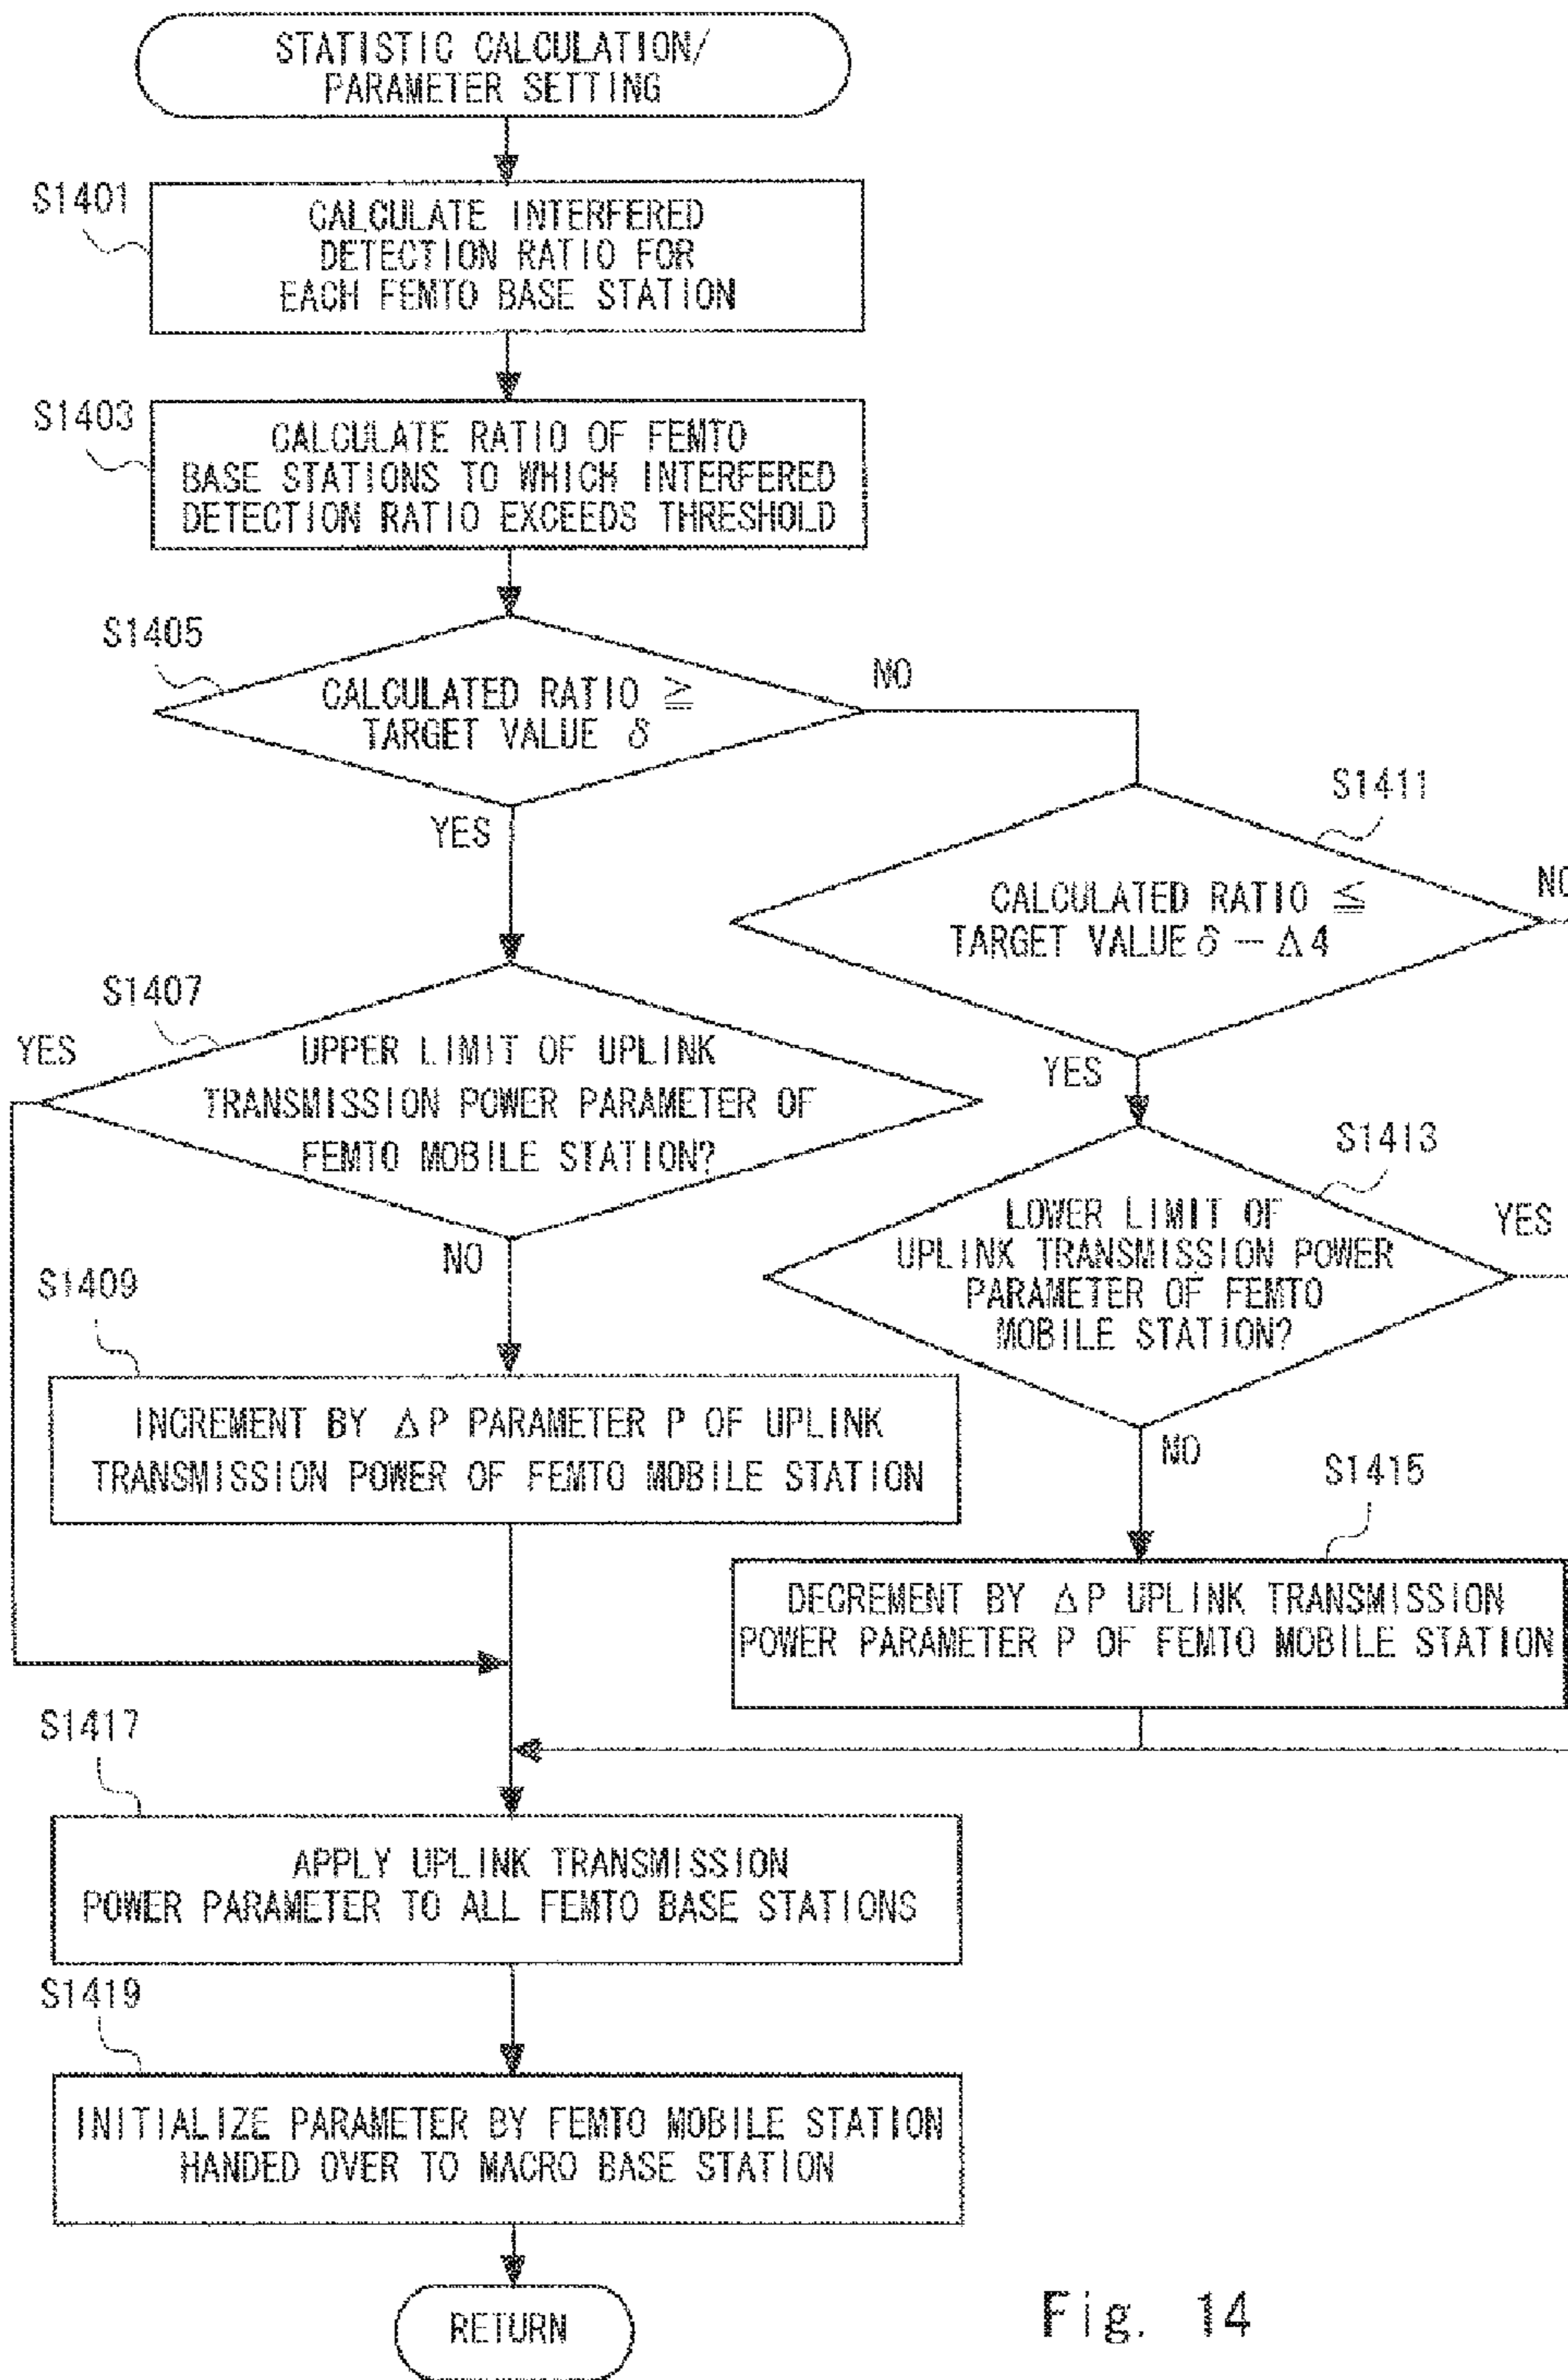 STATISTIC CALCULATION/
PARAMETER SETTING
S1401
CALCULATE INTERFERED
DETECTION RATIO FOR
EACH FEMTO BASE STATION
S1403
CALCULATE RATIO OF FEMTO
BASE STATIONS TO WHICH INTERFERED
DETECTION RATIO EXCEEDS THRESHOLD
S1405
CALCULATED RATIO ≧
TARGET VALUE δ
NO
YES
S1411
CALCULATED RATIO ≦
TARGET VALUE δ − Δ4
NO
YES
S1407
UPPER LIMIT OF UPLINK
TRANSMISSION POWER PARAMETER OF
FEMTO MOBILE STATION?
YES
NO
S1413
LOWER LIMIT OF
UPLINK TRANSMISSION POWER
PARAMETER OF FEMTO
MOBILE STATION?
YES
NO
S1409
INCREMENT BY ΔP PARAMETER P OF UPLINK
TRANSMISSION POWER OF FEMTO MOBILE STATION
S1415
DECREMENT BY ΔP UPLINK TRANSMISSION
POWER PARAMETER P OF FEMTO MOBILE STATION
S1417
APPLY UPLINK TRANSMISSION
POWER PARAMETER TO ALL FEMTO BASE STATIONS
S1419
INITIALIZE PARAMETER BY FEMTO MOBILE STATION
HANDED OVER TO MACRO BASE STATION
RETURN
Fig. 14